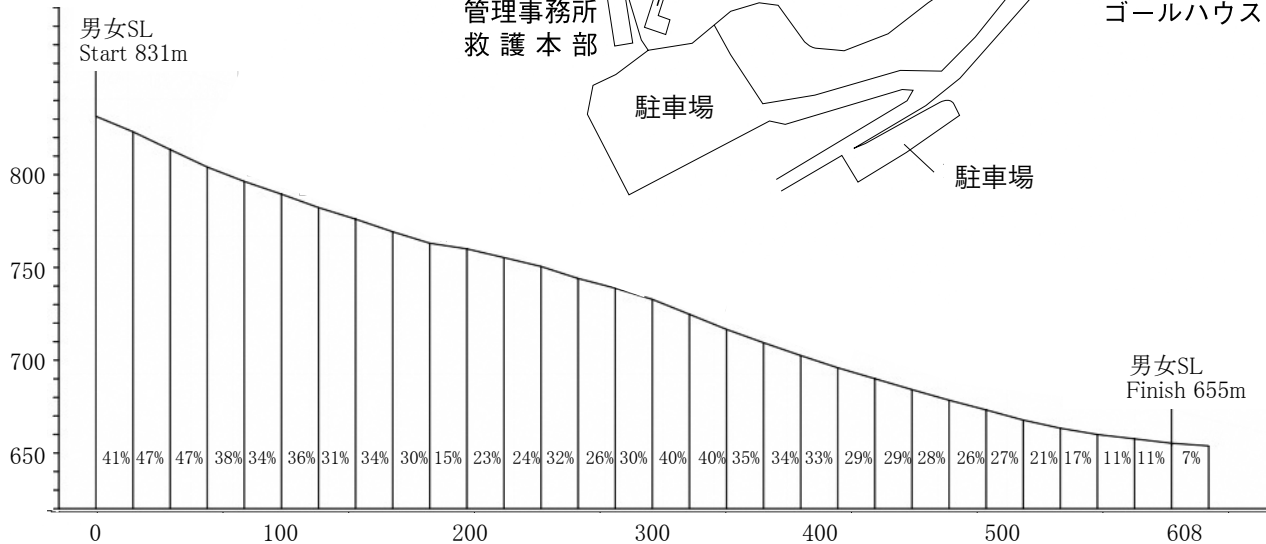 管理事務所
救護本部
ゴールハウス
男女SL
Start 831m
駐車場
駐車場
800
750
700
650
男女SL
Finish 655m
41% 47% 47% 38% 34% 36% 31% 34% 30% 15% 23% 24% 32% 26% 30% 40% 40% 35% 34% 33% 29% 29% 28% 26% 27% 21% 17% 11% 11% 7%
0 100 200 300 400 500 608